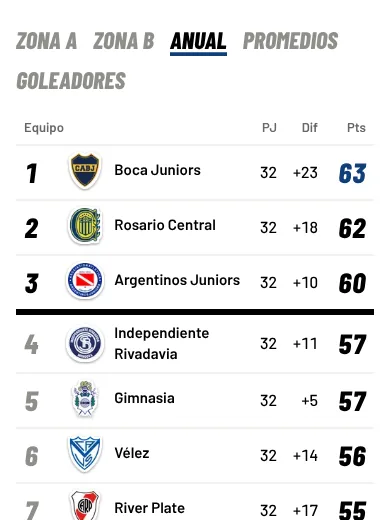 ZONA A ZONA B ANUAL PROMEDIOS
GOLEADORES
Equipo PJ Dif Pts
1 CABJ Boca Juniors 32 +23 63
2 Rosario Central 32 +18 62
3 Argentinos Juniors 32 +10 60
4 Independiente
Rivadavia 32 +11 57
5 Gimnasia 32 +5 57
6 Vélez 32 +14 56
7 River Plate 32 +17 55